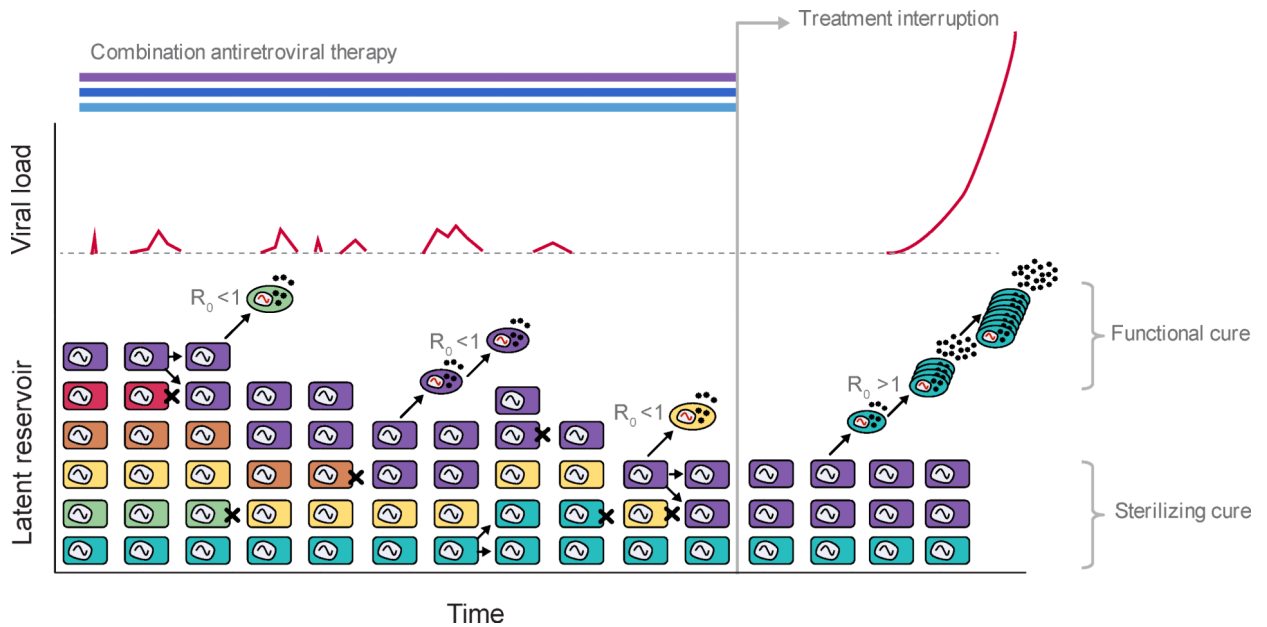 Treatment interruption
Combination antiretroviral therapy
Viral load
R0 <1
R0 <1
R0 <1
R0 >1
Functional cure
Sterilizing cure
Latent reservoir
Time